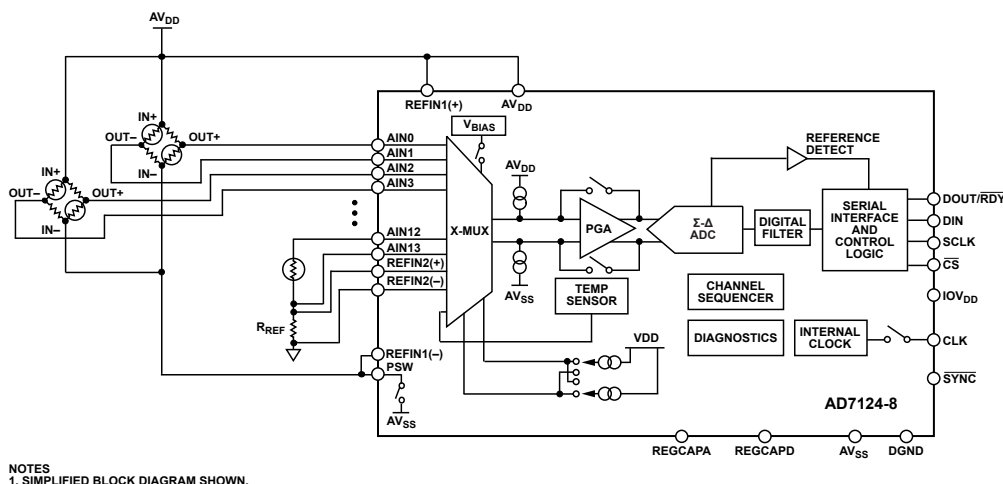 AVDD
IN+
OUT–
OUT+
IN–
IN+
OUT–
OUT+
IN–
RREF
REFIN1(+)
AVDD
AIN0
AIN1
AIN2
AIN3
AIN12
AIN13
REFIN2(+)
REFIN2(–)
REFIN1(–)
PSW
AVSS
VBIAS
X-MUX
AVDD
AVSS
PGA
TEMP
SENSOR
VDD
Σ-Δ
ADC
DIGITAL
FILTER
REFERENCE
DETECT
SERIAL
INTERFACE
AND
CONTROL
LOGIC
CHANNEL
SEQUENCER
DIAGNOSTICS
INTERNAL
CLOCK
DOUT/RDY
DIN
SCLK
CS
IOVDD
CLK
SYNC
AD7124-8
REGCAPA
REGCAPD
AVSS
DGND
NOTES
1. SIMPLIFIED BLOCK DIAGRAM SHOWN.